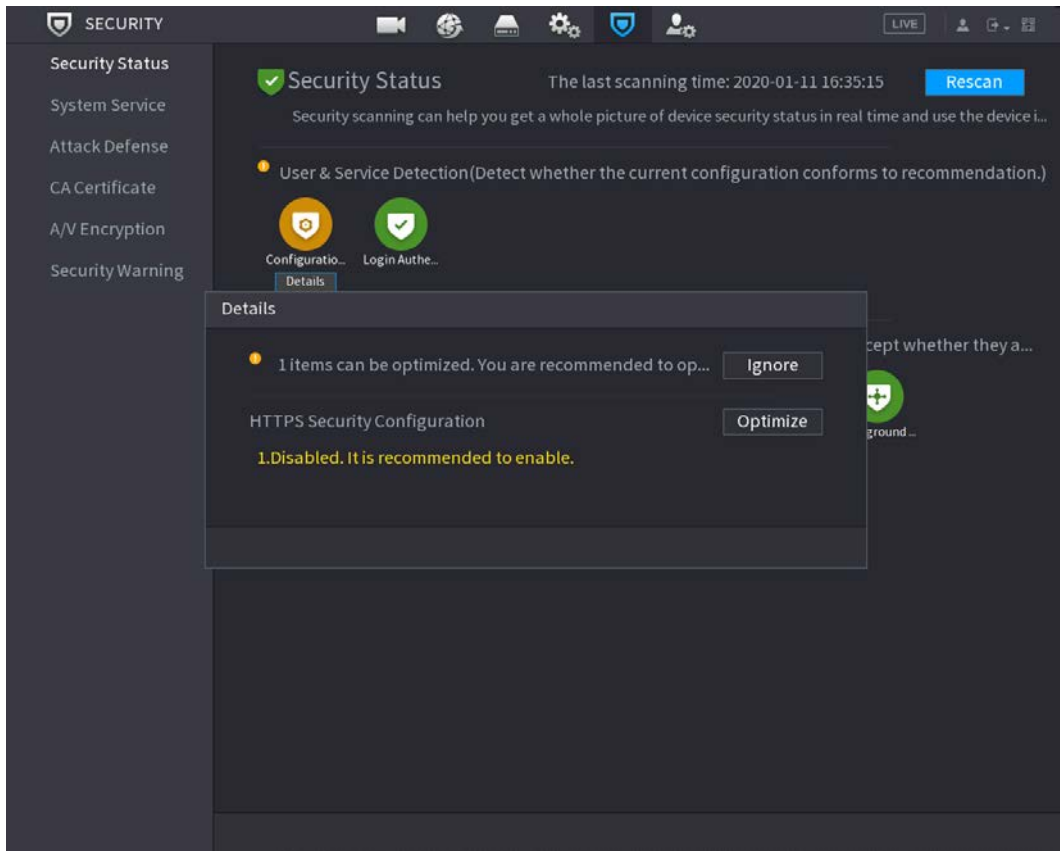 SECURITY
LIVE
Security Status
System Service
Attack Defense
CA Certificate
A/V Encryption
Security Warning
Security Status
The last scanning time: 2020-01-11 16:35:15
Rescan
Security scanning can help you get a whole picture of device security status in real time and use the device i...
User & Service Detection(Detect whether the current configuration conforms to recommendation.)
Configuratio...
Login Authe...
Details
Details
1 items can be optimized. You are recommended to op...
Ignore
HTTPS Security Configuration
Optimize
1.Disabled. It is recommended to enable.
cept whether they a...
ground...